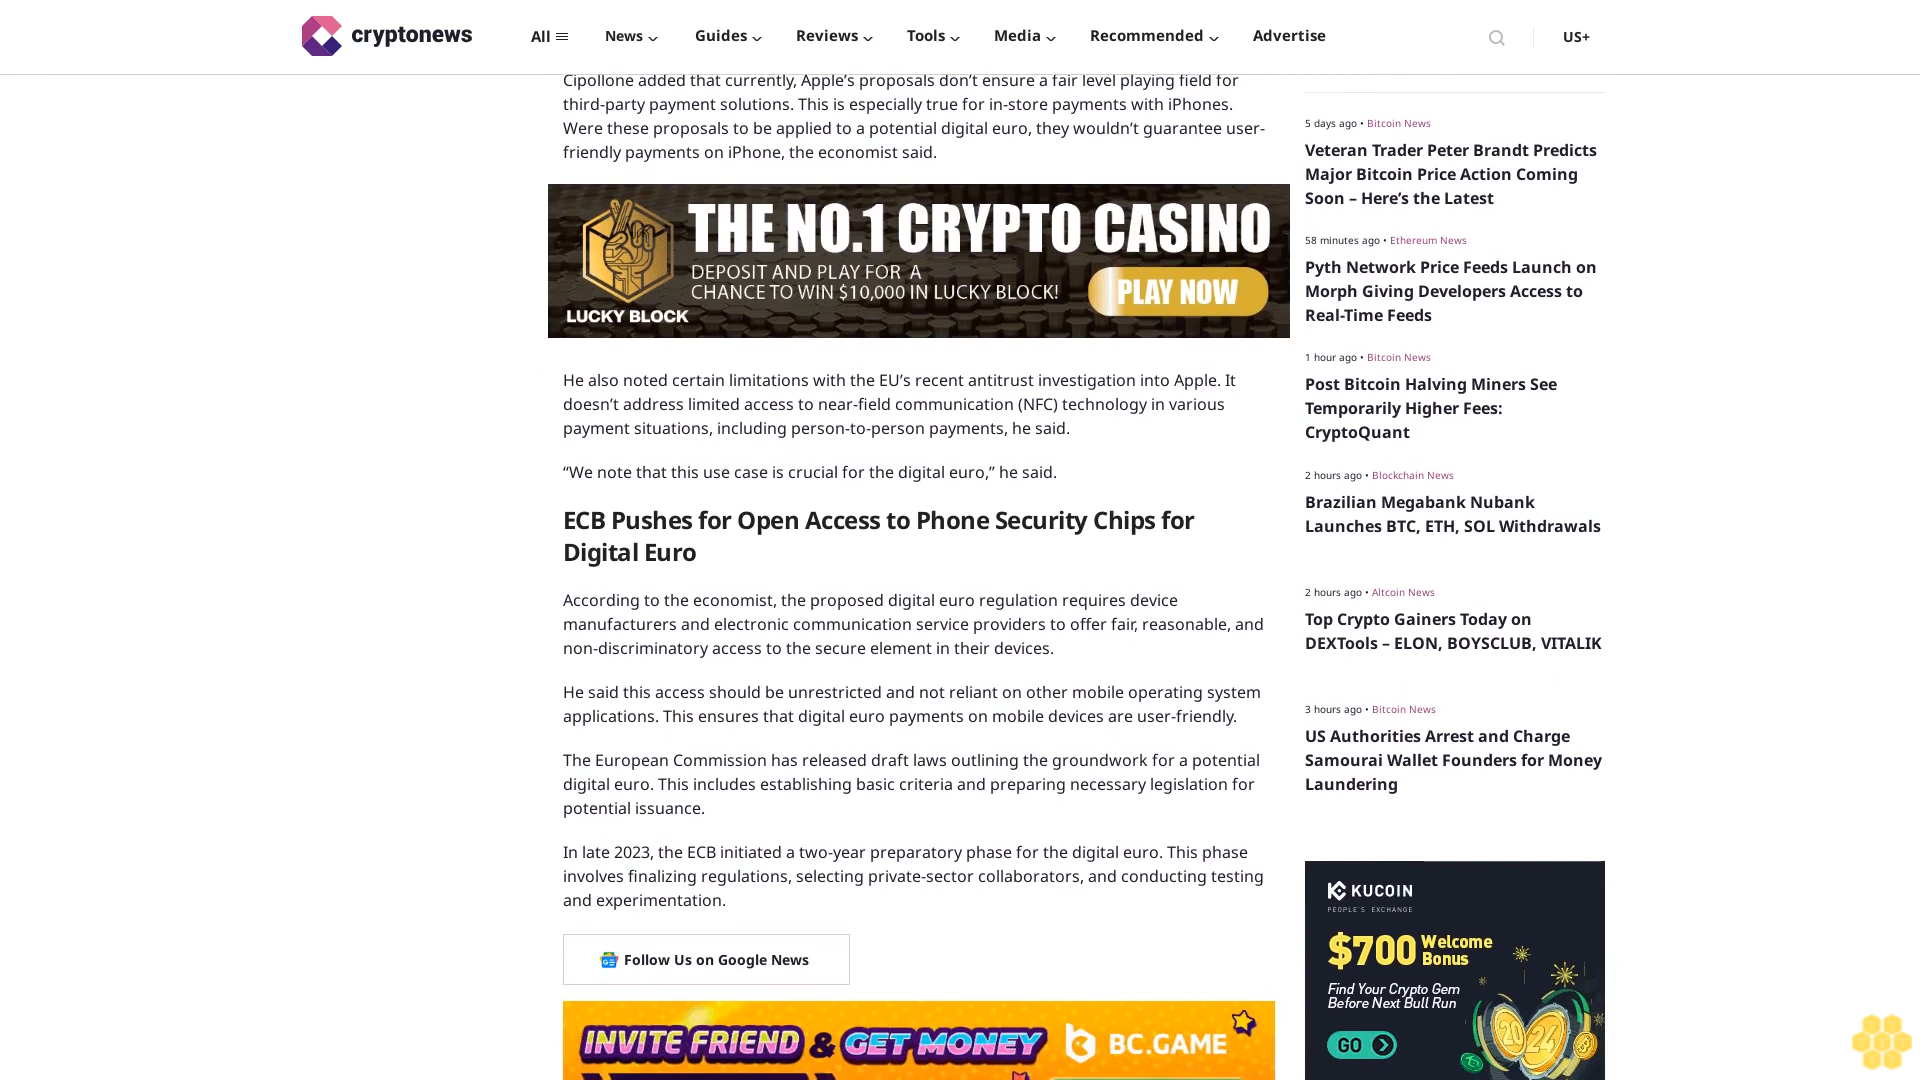 cryptonews
All
News
Guides
Reviews
Tools
Media
Recommended
Advertise
US+
Cipollone added that currently, Apple’s proposals don’t ensure a fair level playing field for
third-party payment solutions. This is especially true for in-store payments with iPhones.
Were these proposals to be applied to a potential digital euro, they wouldn’t guarantee user-
friendly payments on iPhone, the economist said.
THE NO.1 CRYPTO CASINO
DEPOSIT AND PLAY FOR A
CHANCE TO WIN $10,000 IN LUCKY BLOCK!
PLAY NOW
LUCKY BLOCK
He also noted certain limitations with the EU’s recent antitrust investigation into Apple. It
doesn’t address limited access to near-field communication (NFC) technology in various
payment situations, including person-to-person payments, he said.
“We note that this use case is crucial for the digital euro,” he said.
ECB Pushes for Open Access to Phone Security Chips for
Digital Euro
According to the economist, the proposed digital euro regulation requires device
manufacturers and electronic communication service providers to offer fair, reasonable, and
non-discriminatory access to the secure element in their devices.
He said this access should be unrestricted and not reliant on other mobile operating system
applications. This ensures that digital euro payments on mobile devices are user-friendly.
The European Commission has released draft laws outlining the groundwork for a potential
digital euro. This includes establishing basic criteria and preparing necessary legislation for
potential issuance.
In late 2023, the ECB initiated a two-year preparatory phase for the digital euro. This phase
involves finalizing regulations, selecting private-sector collaborators, and conducting testing
and experimentation.
Follow Us on Google News
INVITE FRIEND & GET MONEY
BC.GAME
5 days ago • Bitcoin News
Veteran Trader Peter Brandt Predicts
Major Bitcoin Price Action Coming
Soon – Here’s the Latest
58 minutes ago • Ethereum News
Pyth Network Price Feeds Launch on
Morph Giving Developers Access to
Real-Time Feeds
1 hour ago • Bitcoin News
Post Bitcoin Halving Miners See
Temporarily Higher Fees:
CryptoQuant
2 hours ago • Blockchain News
Brazilian Megabank Nubank
Launches BTC, ETH, SOL Withdrawals
2 hours ago • Altcoin News
Top Crypto Gainers Today on
DEXTools – ELON, BOYSCLUB, VITALIK
3 hours ago • Bitcoin News
US Authorities Arrest and Charge
Samourai Wallet Founders for Money
Laundering
KUCOIN
PEOPLE'S EXCHANGE
$700 Welcome
Bonus
Find Your Crypto Gem
Before Next Bull Run
GO
20
24